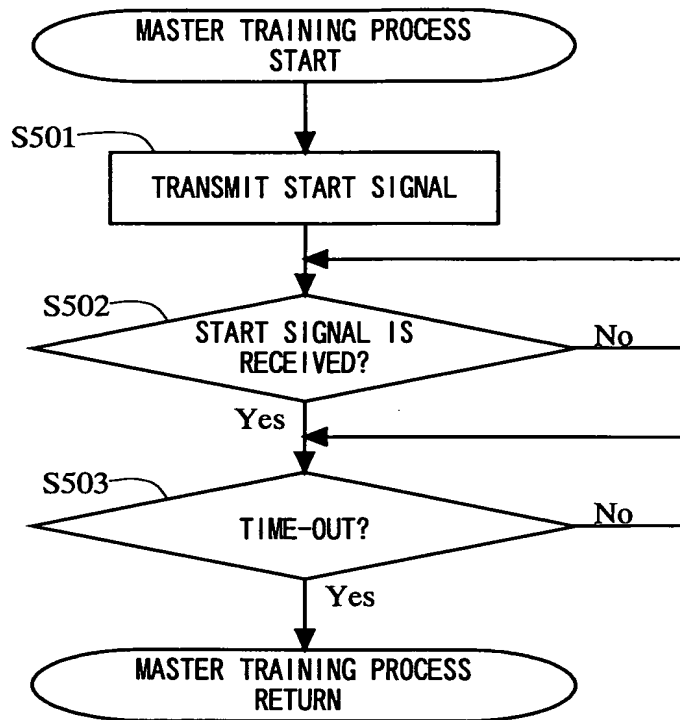 MASTER TRAINING PROCESS
START
S501
TRANSMIT START SIGNAL
S502
START SIGNAL IS
RECEIVED?
No
Yes
S503
TIME-OUT?
No
Yes
MASTER TRAINING PROCESS
RETURN